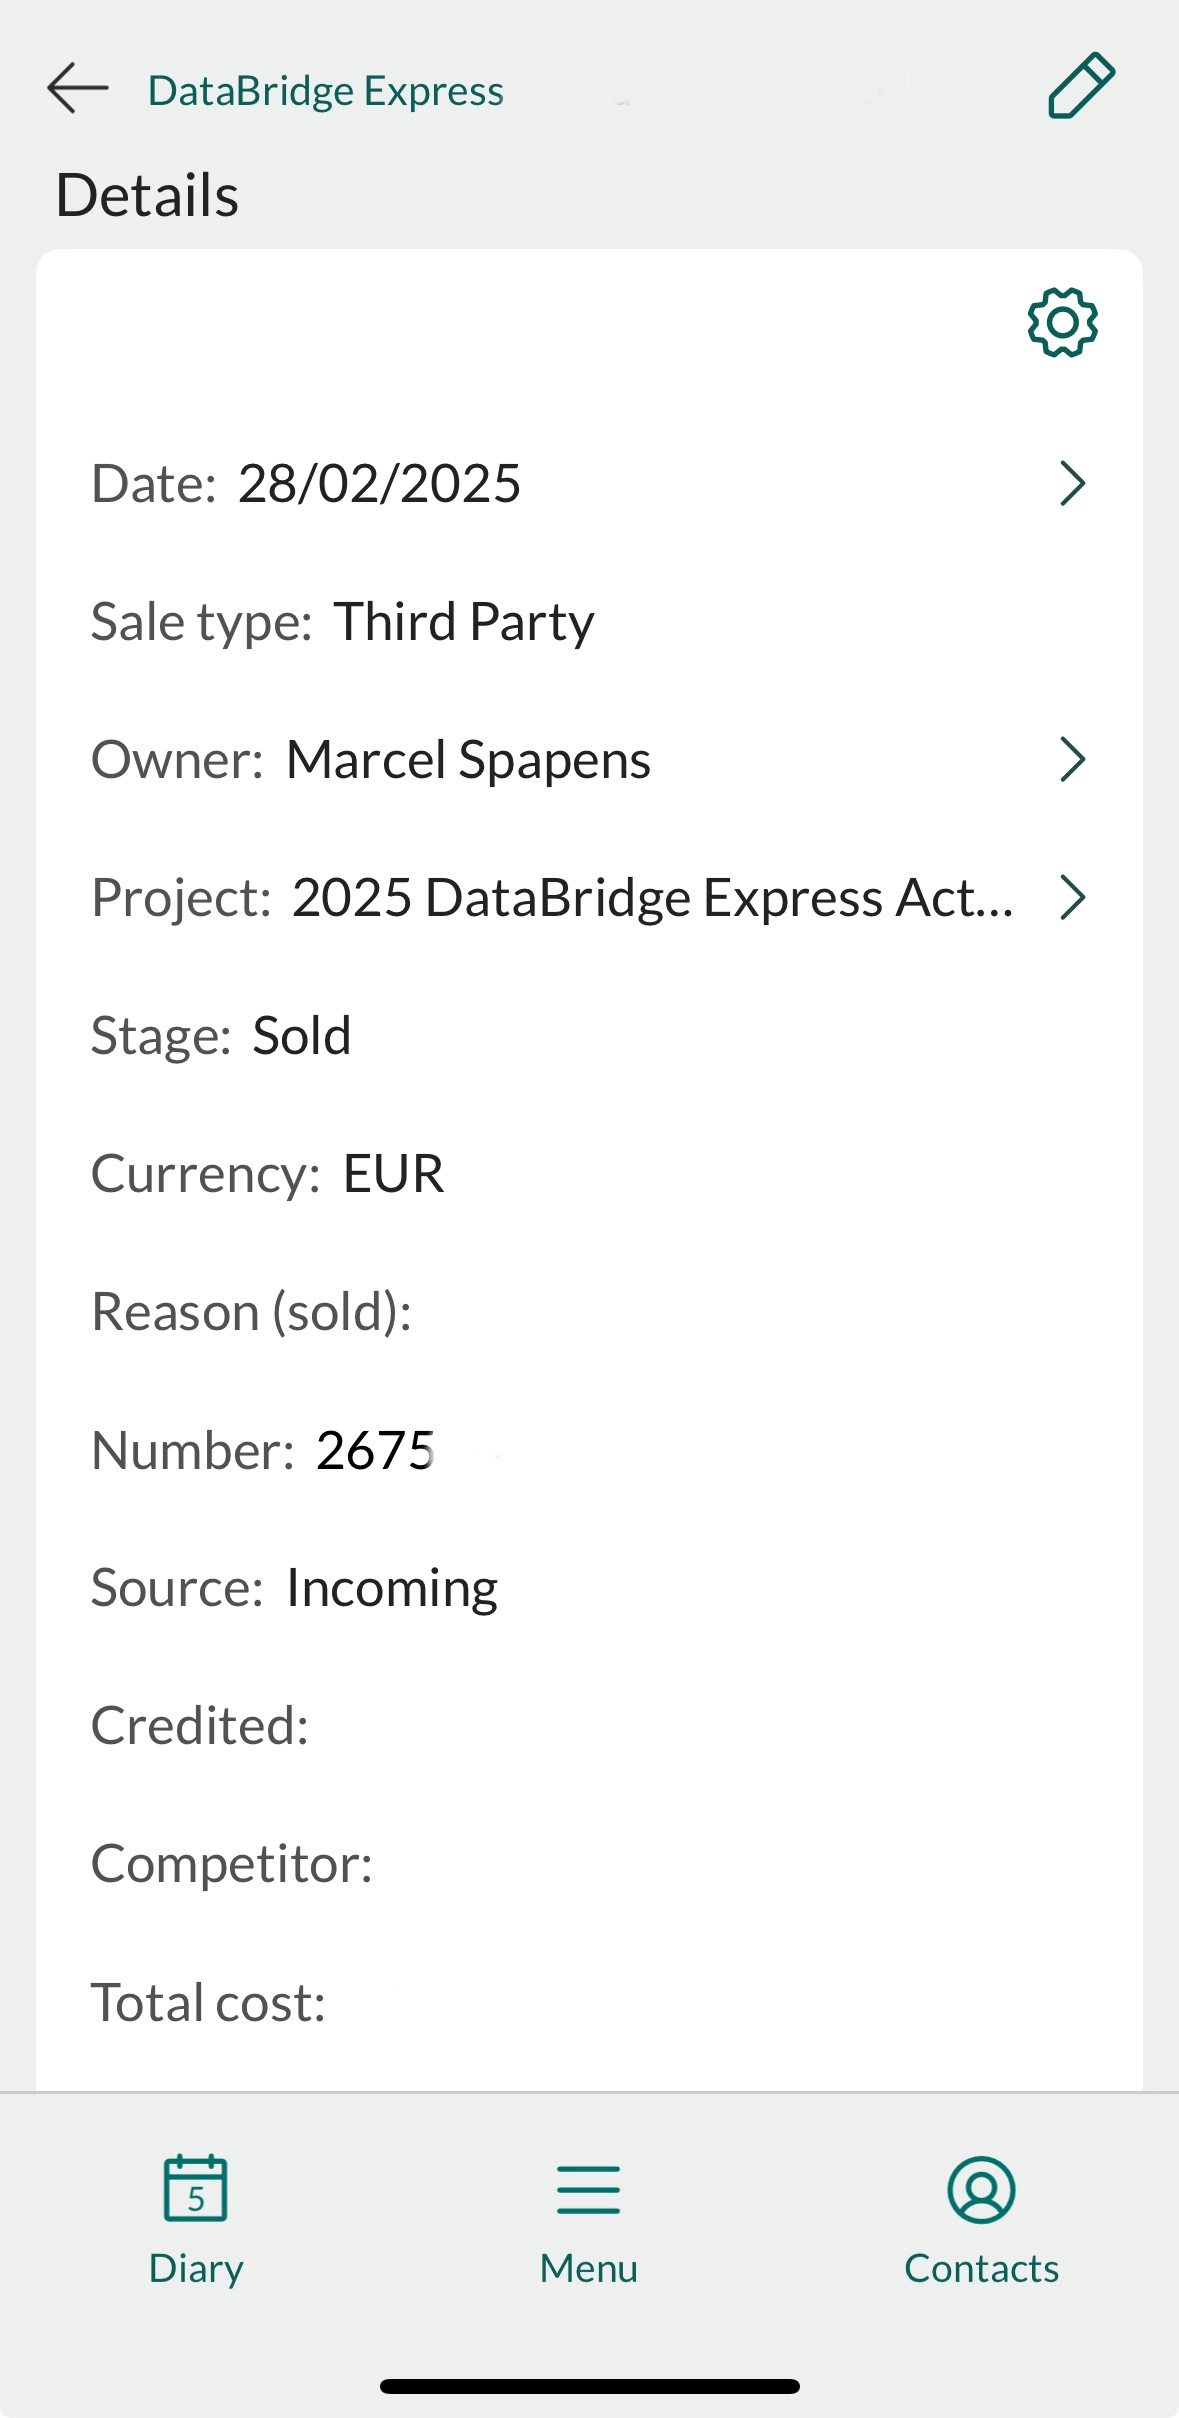 DataBridge Express
Details
Date: 28/02/2025
Sale type: Third Party
Owner: Marcel Spapens
Project: 2025 DataBridge Express Act...
Stage: Sold
Currency: EUR
Reason (sold):
Number: 2675
Source: Incoming
Credited:
Competitor:
Total cost:
5
Diary
Menu
Contacts